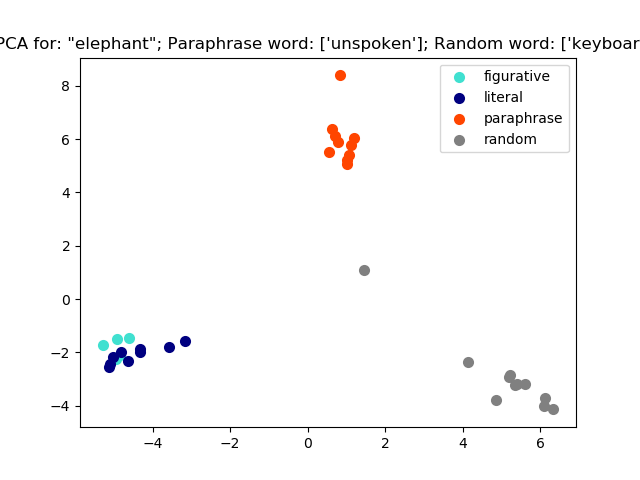 PCA for: "elephant"; Paraphrase word: ['unspoken']; Random word: ['keyboar
figurative
literal
paraphrase
random
8
6
4
2
0
−2
−4
−4 −2 0 2 4 6